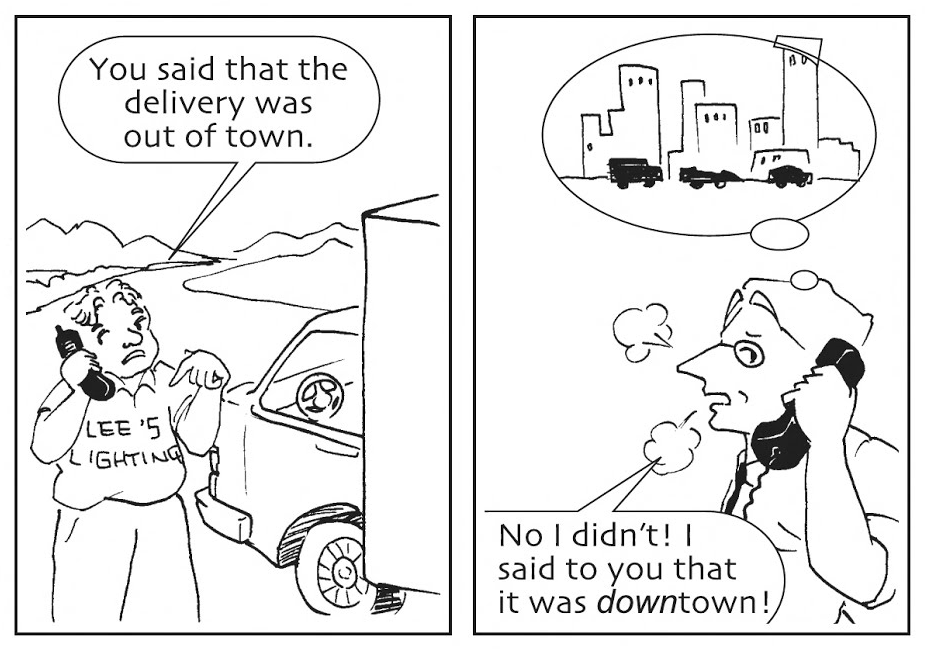 You said that the
delivery was
out of town.
LEE'S
LIGHTING
No I didn't! I
said to you that
it was downtown!